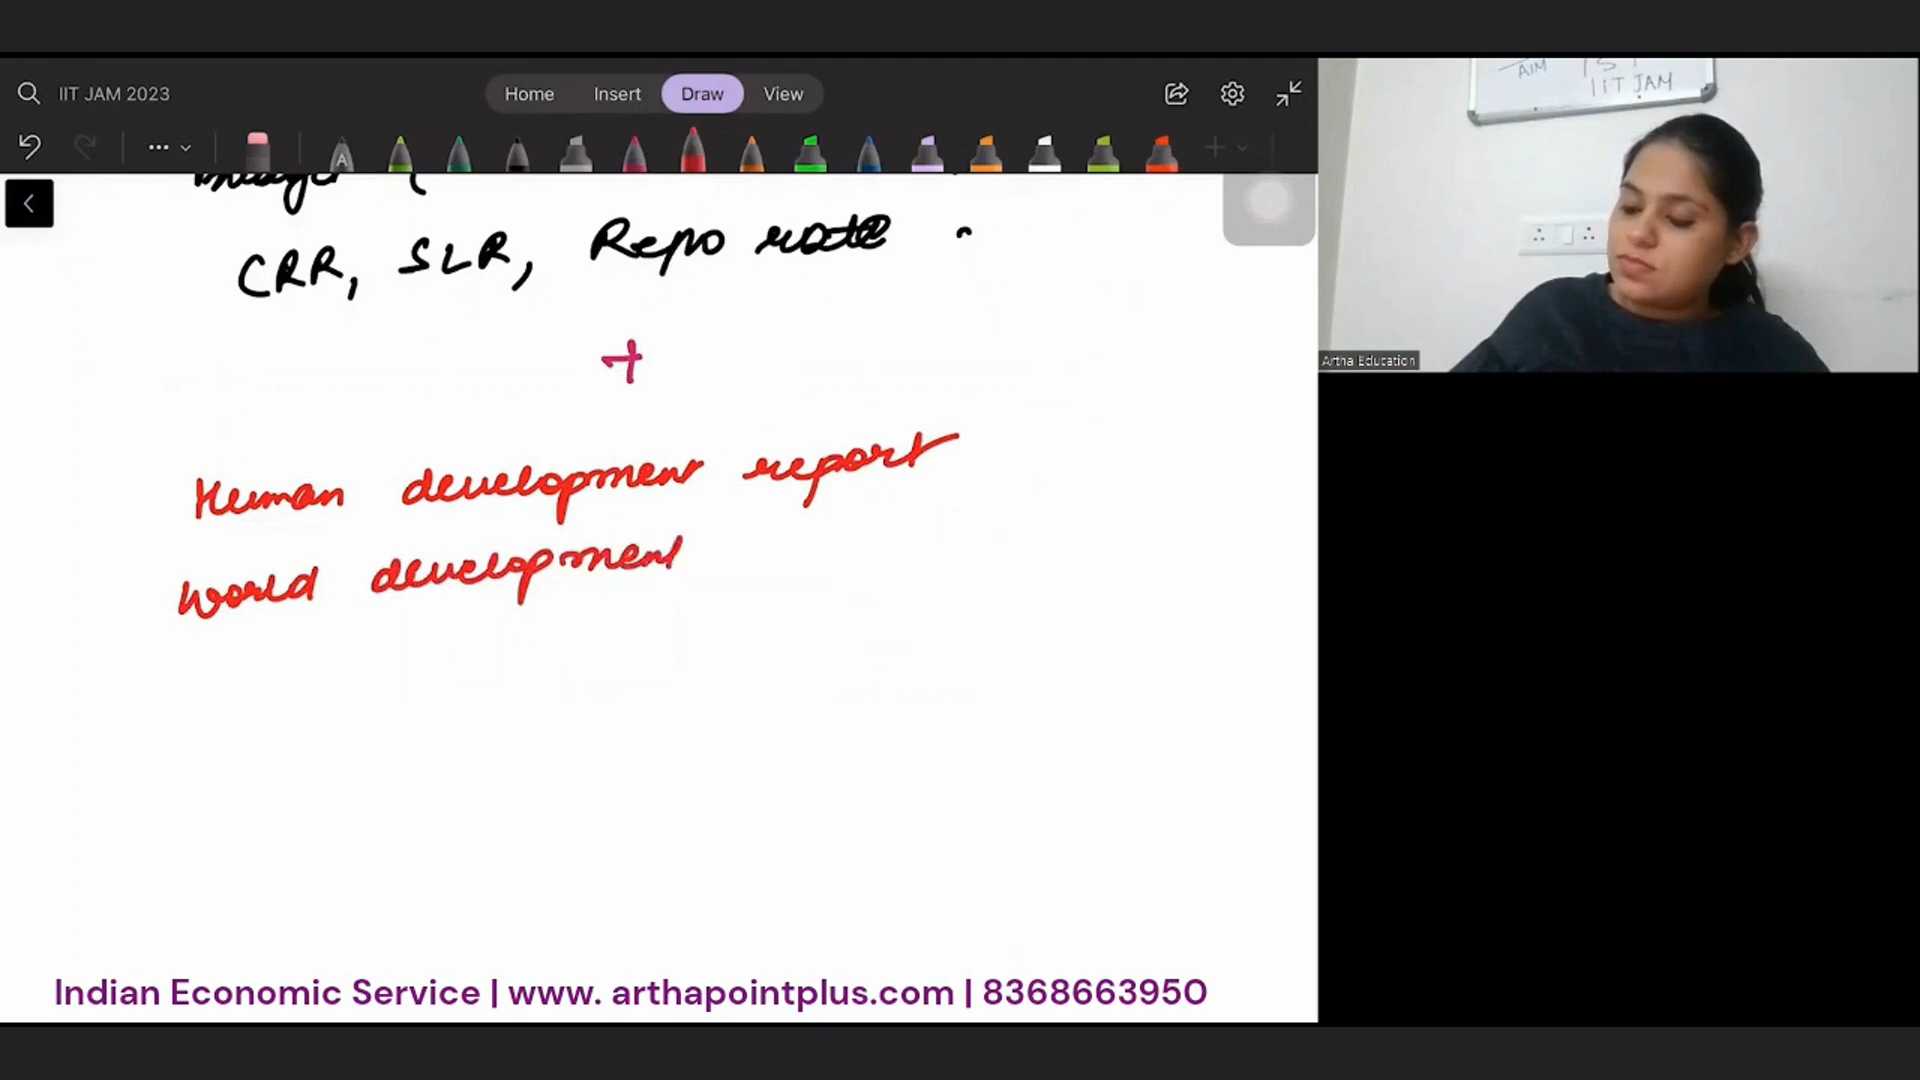 AIM
IIT JAM
IIT JAM 2023
Home Insert Draw View
A
CRR, SLR, Repo rate
+
Human development report
World development
Artha Education
Indian Economic Service | www. arthapointplus.com | 8368663950